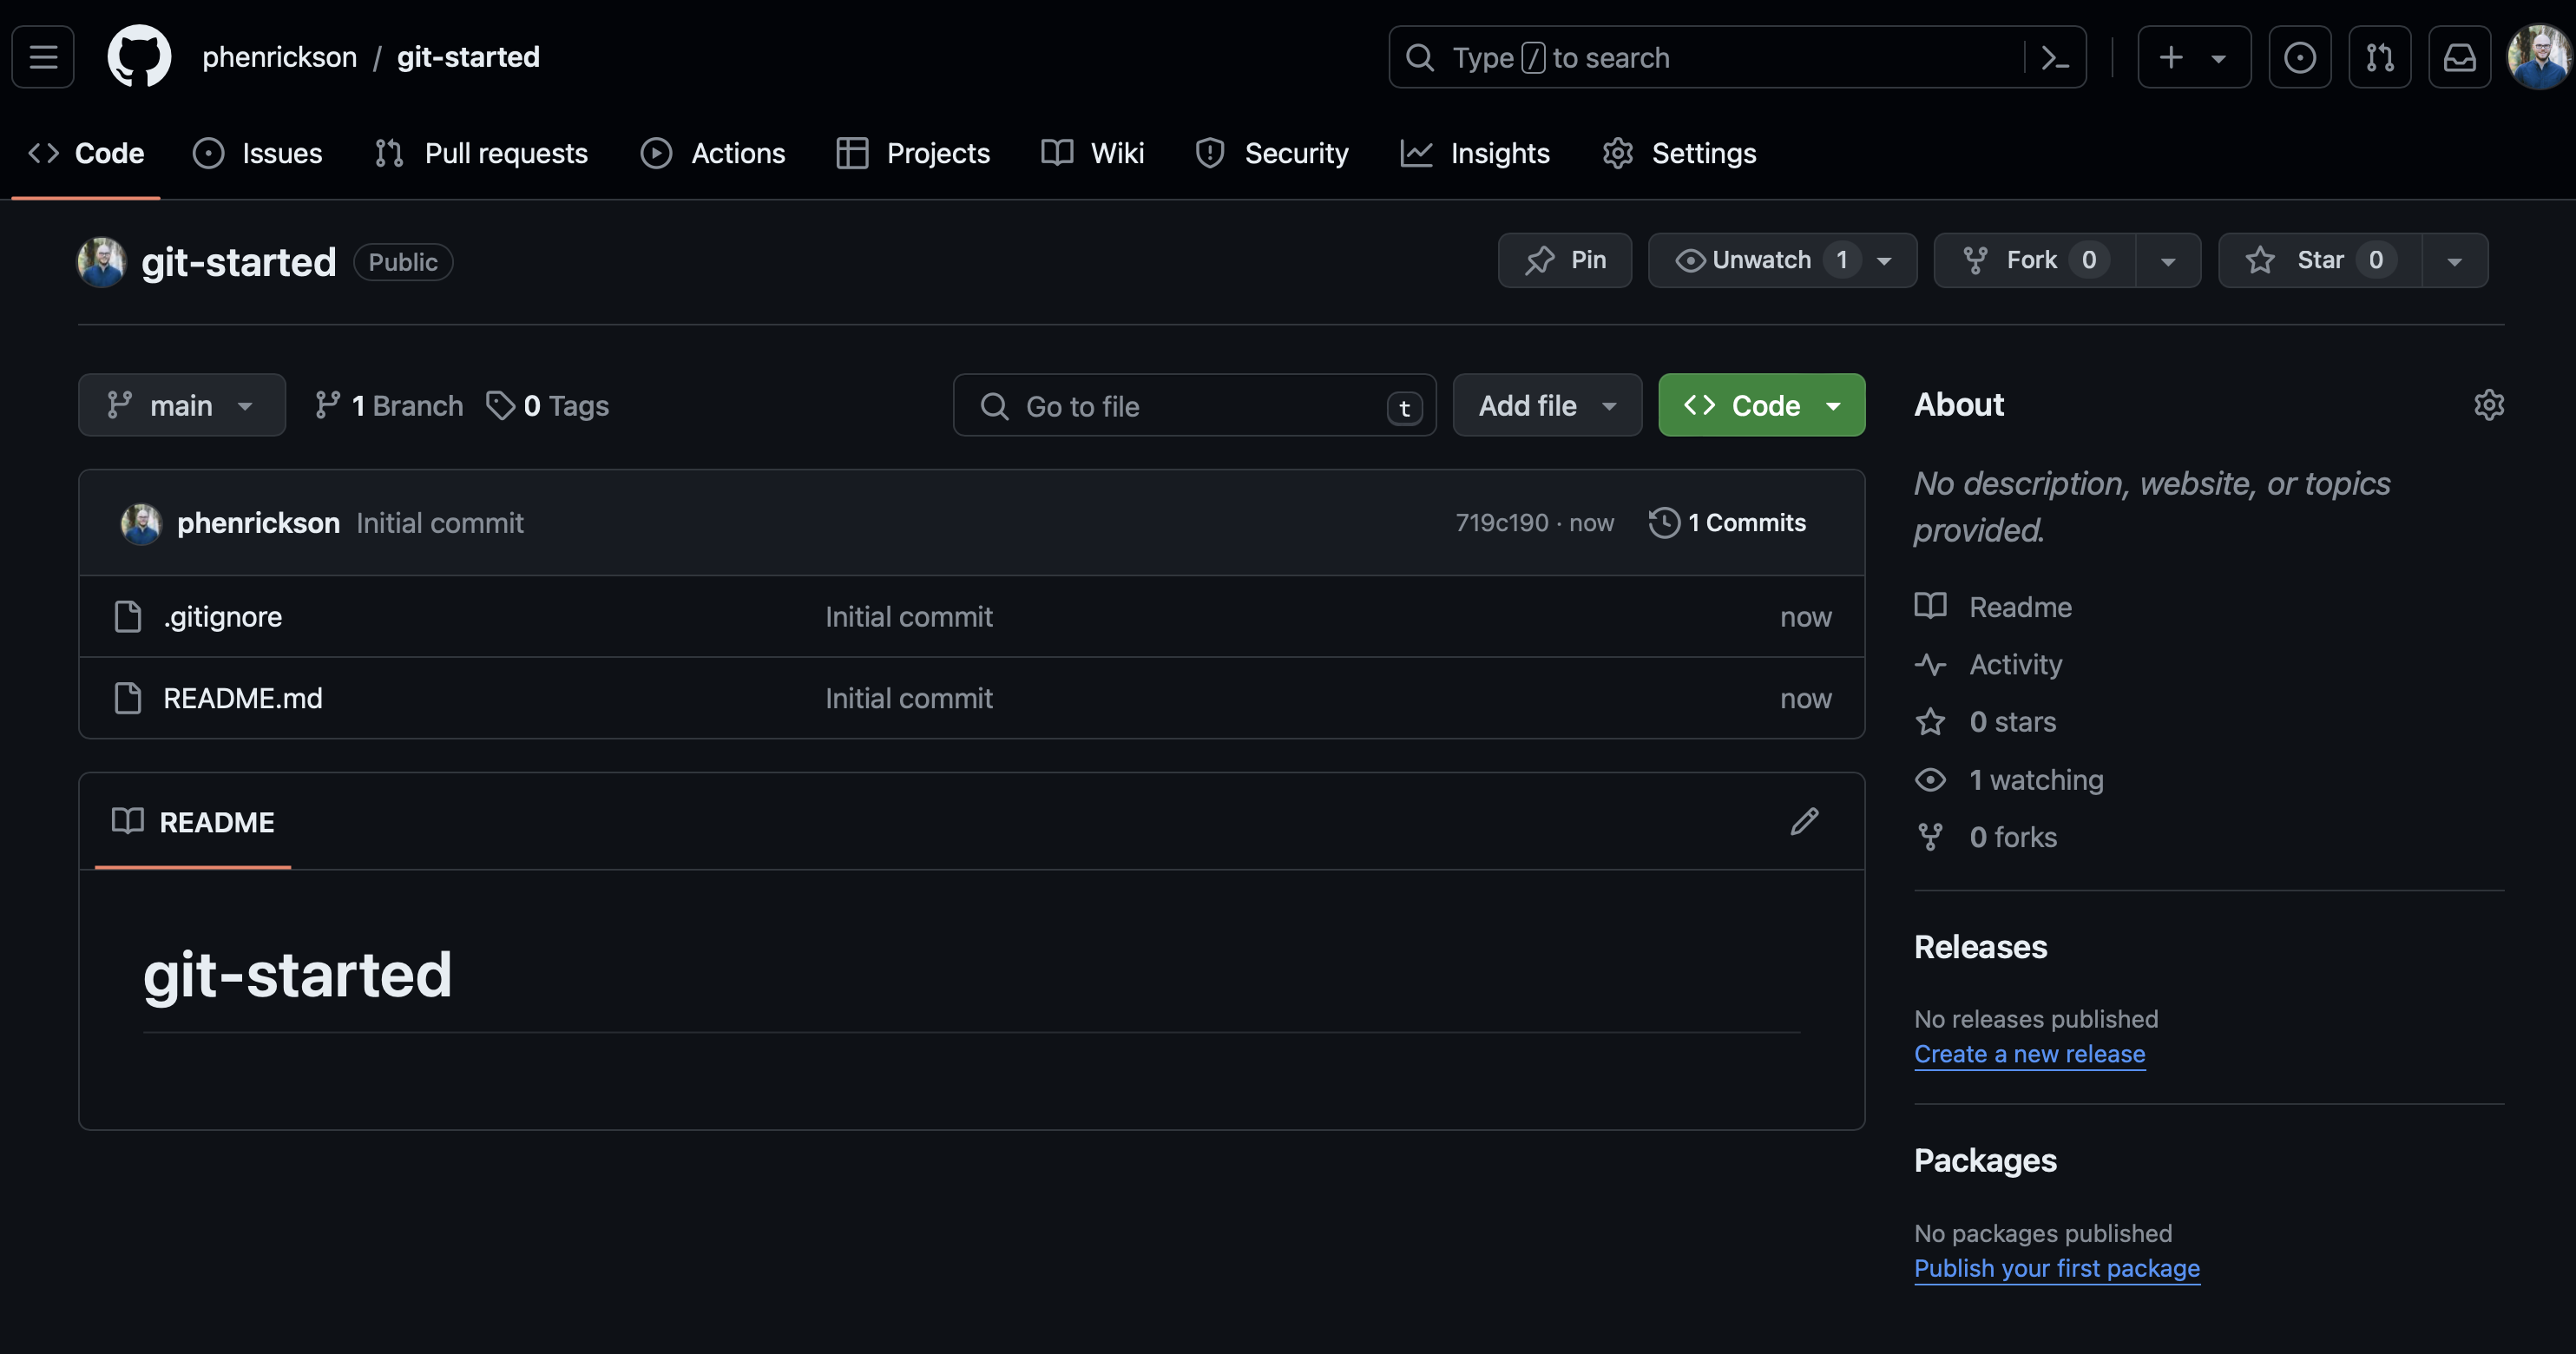 phenrickson / git-started
Type / to search
Code Issues Pull requests Actions Projects Wiki Security Insights Settings
git-started Public
Pin Unwatch 1 Fork 0 Star 0
main 1 Branch 0 Tags Go to file t Add file Code
phenrickson Initial commit 719c190 · now 1 Commits
.gitignore Initial commit now
README.md Initial commit now
README
git-started
About
No description, website, or topics
provided.
Readme
Activity
0 stars
1 watching
0 forks
Releases
No releases published
Create a new release
Packages
No packages published
Publish your first package